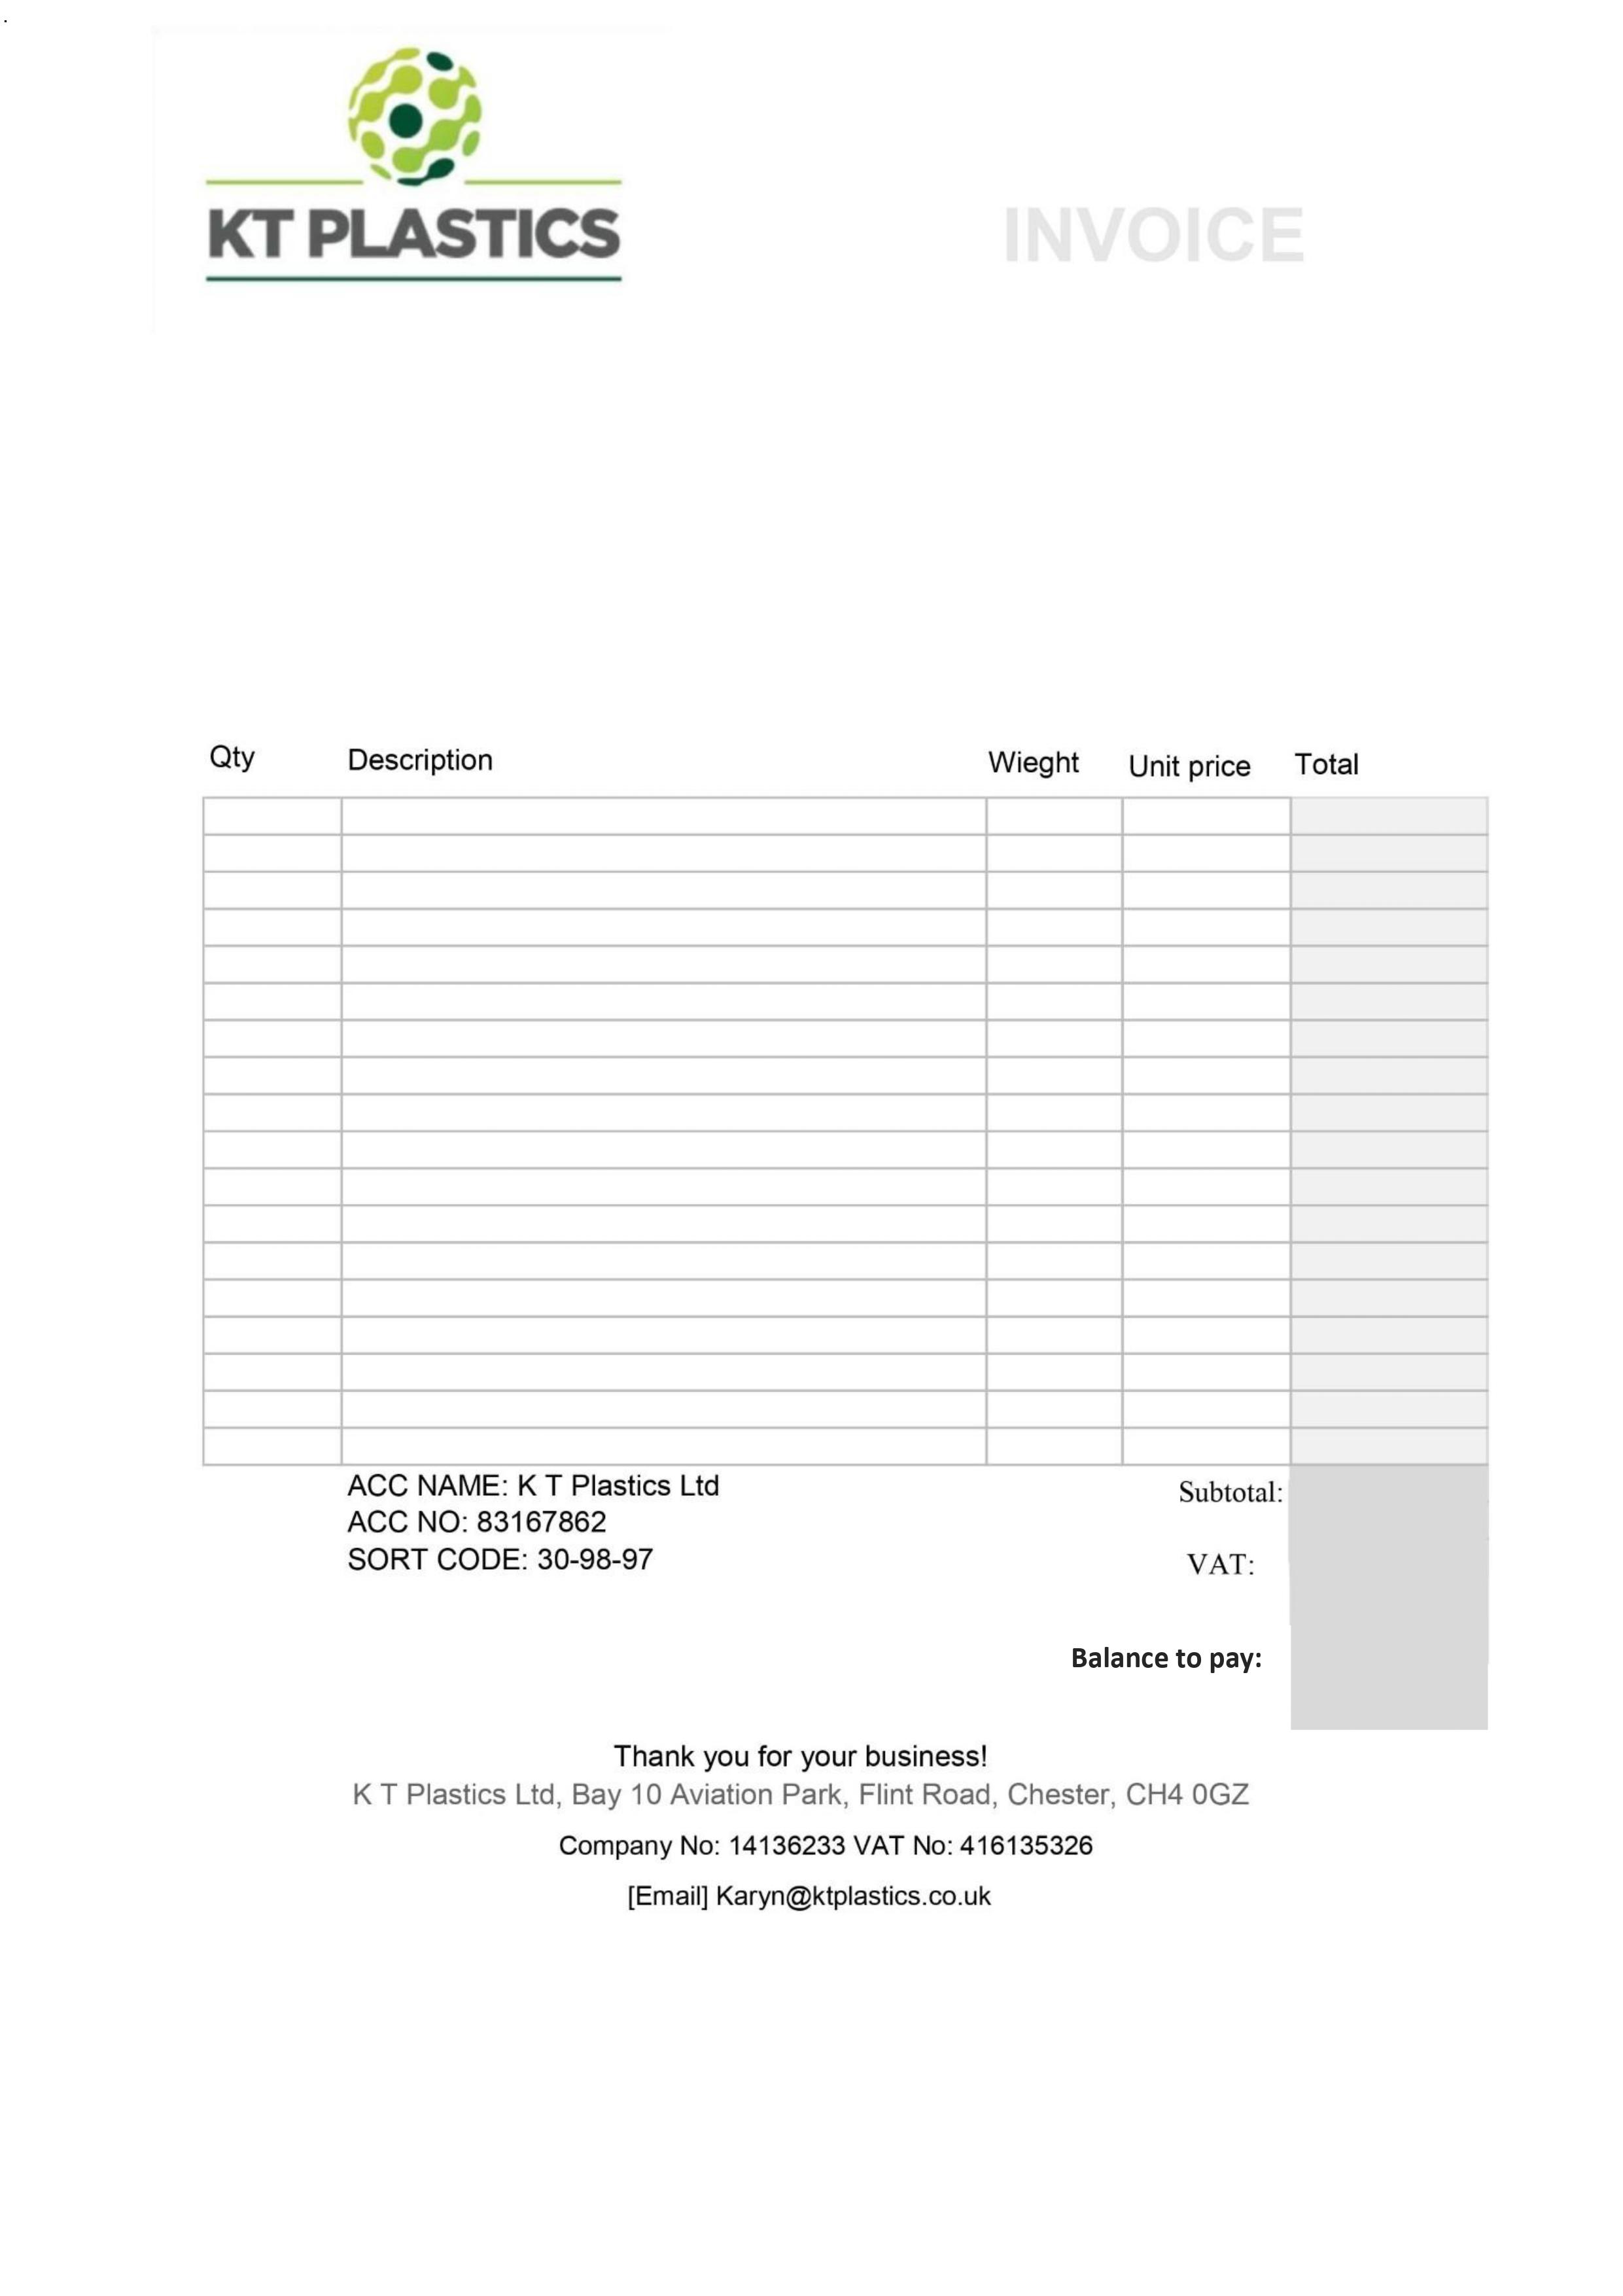 KT PLASTICS
INVOICE
Qty Description Wieght Unit price Total
ACC NAME: K T Plastics Ltd
ACC NO: 83167862
SORT CODE: 30-98-97
Subtotal:
VAT:
Balance to pay:
Thank you for your business!
K T Plastics Ltd, Bay 10 Aviation Park, Flint Road, Chester, CH4 0GZ
Company No: 14136233 VAT No: 416135326
[Email] Karyn@ktplastics.co.uk